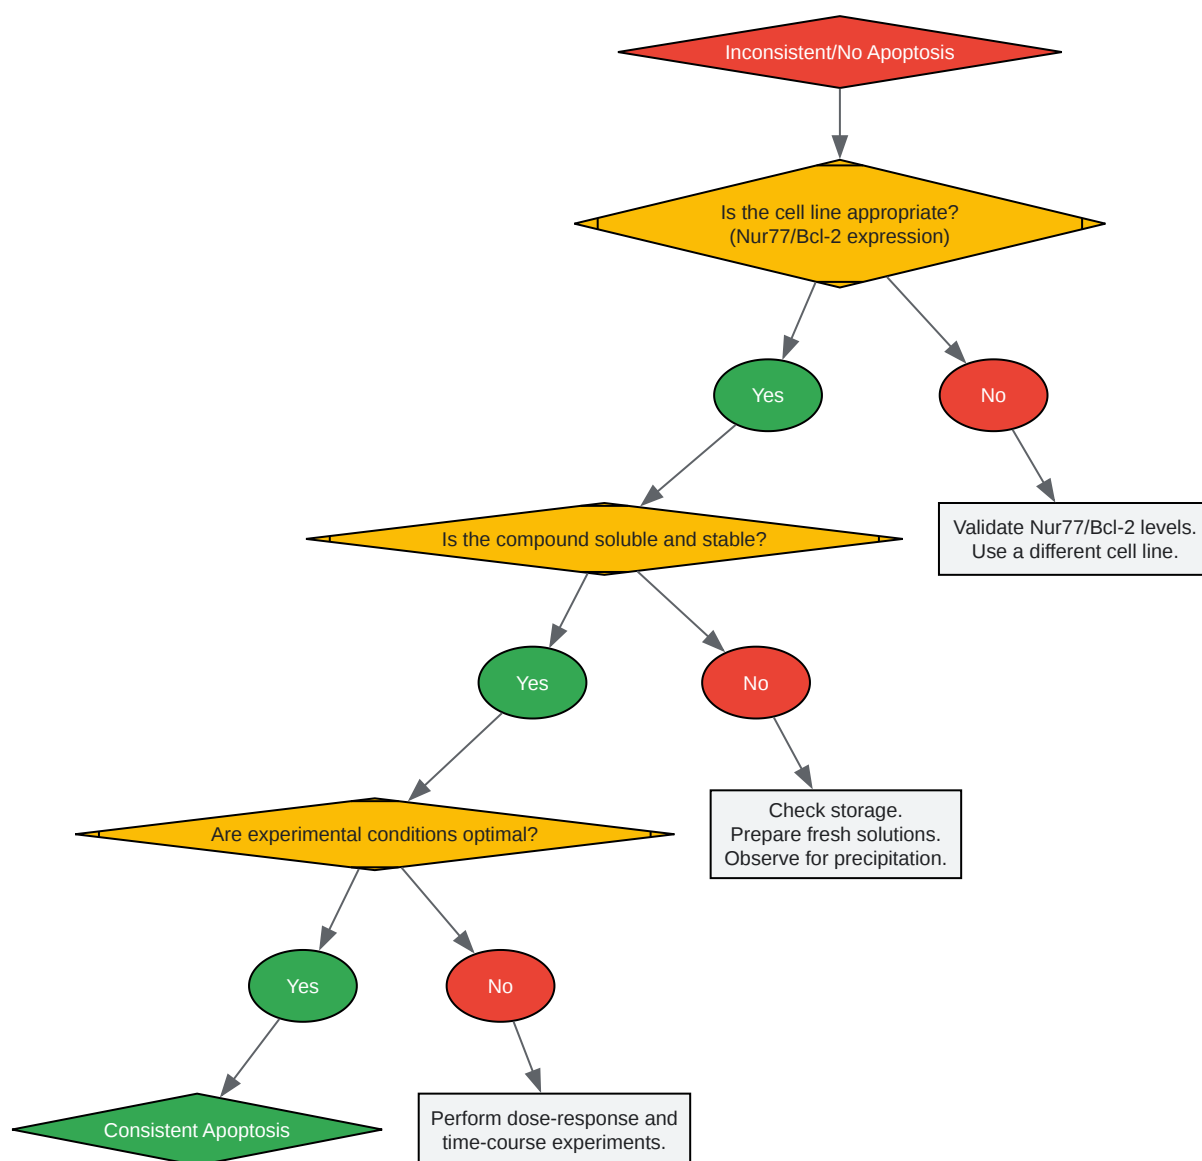 Inconsistent/No Apoptosis
Is the cell line appropriate?
(Nur77/Bcl-2 expression)
Yes
No
Validate Nur77/Bcl-2 levels.
Use a different cell line.
Is the compound soluble and stable?
Yes
No
Check storage.
Prepare fresh solutions.
Observe for precipitation.
Are experimental conditions optimal?
Yes
No
Consistent Apoptosis
Perform dose-response and
time-course experiments.